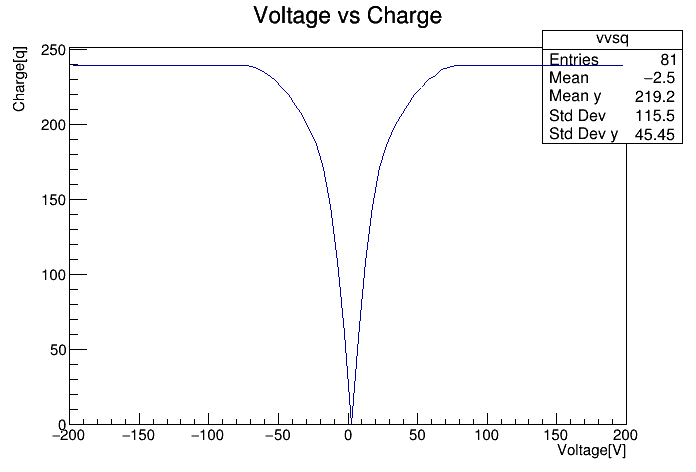 Voltage vs Charge
vvsq
Entries 81
Mean −2.5
Mean y 219.2
Std Dev 115.5
Std Dev y 45.45
Charge[q]
250
200
150
100
50
0
−200 −150 −100 −50 0 50 100 150 200
Voltage[V]